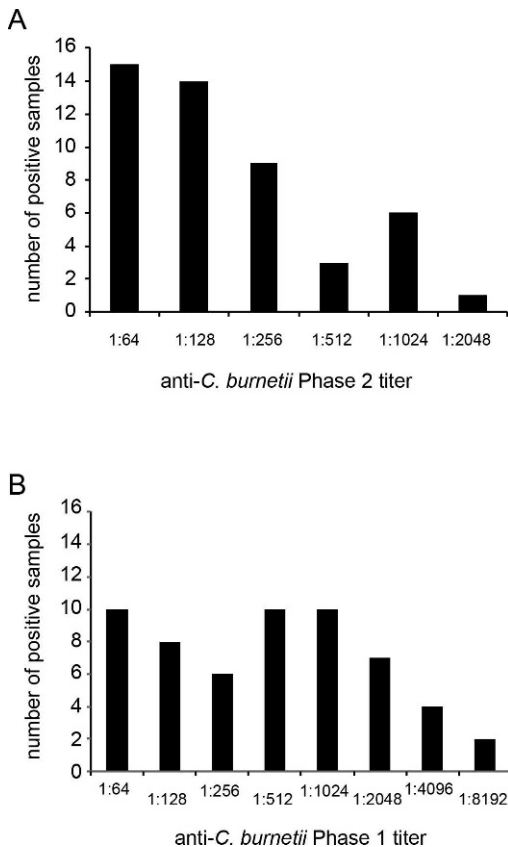 A
number of positive samples
16
14
12
10
8
6
4
2
0
1:64 1:128 1:256 1:512 1:1024 1:2048
anti-C. burnetii Phase 2 titer
B
number of positive samples
16
14
12
10
8
6
4
2
0
1:64 1:128 1:256 1:512 1:1024 1:2048 1:4096 1:8192
anti-C. burnetii Phase 1 titer